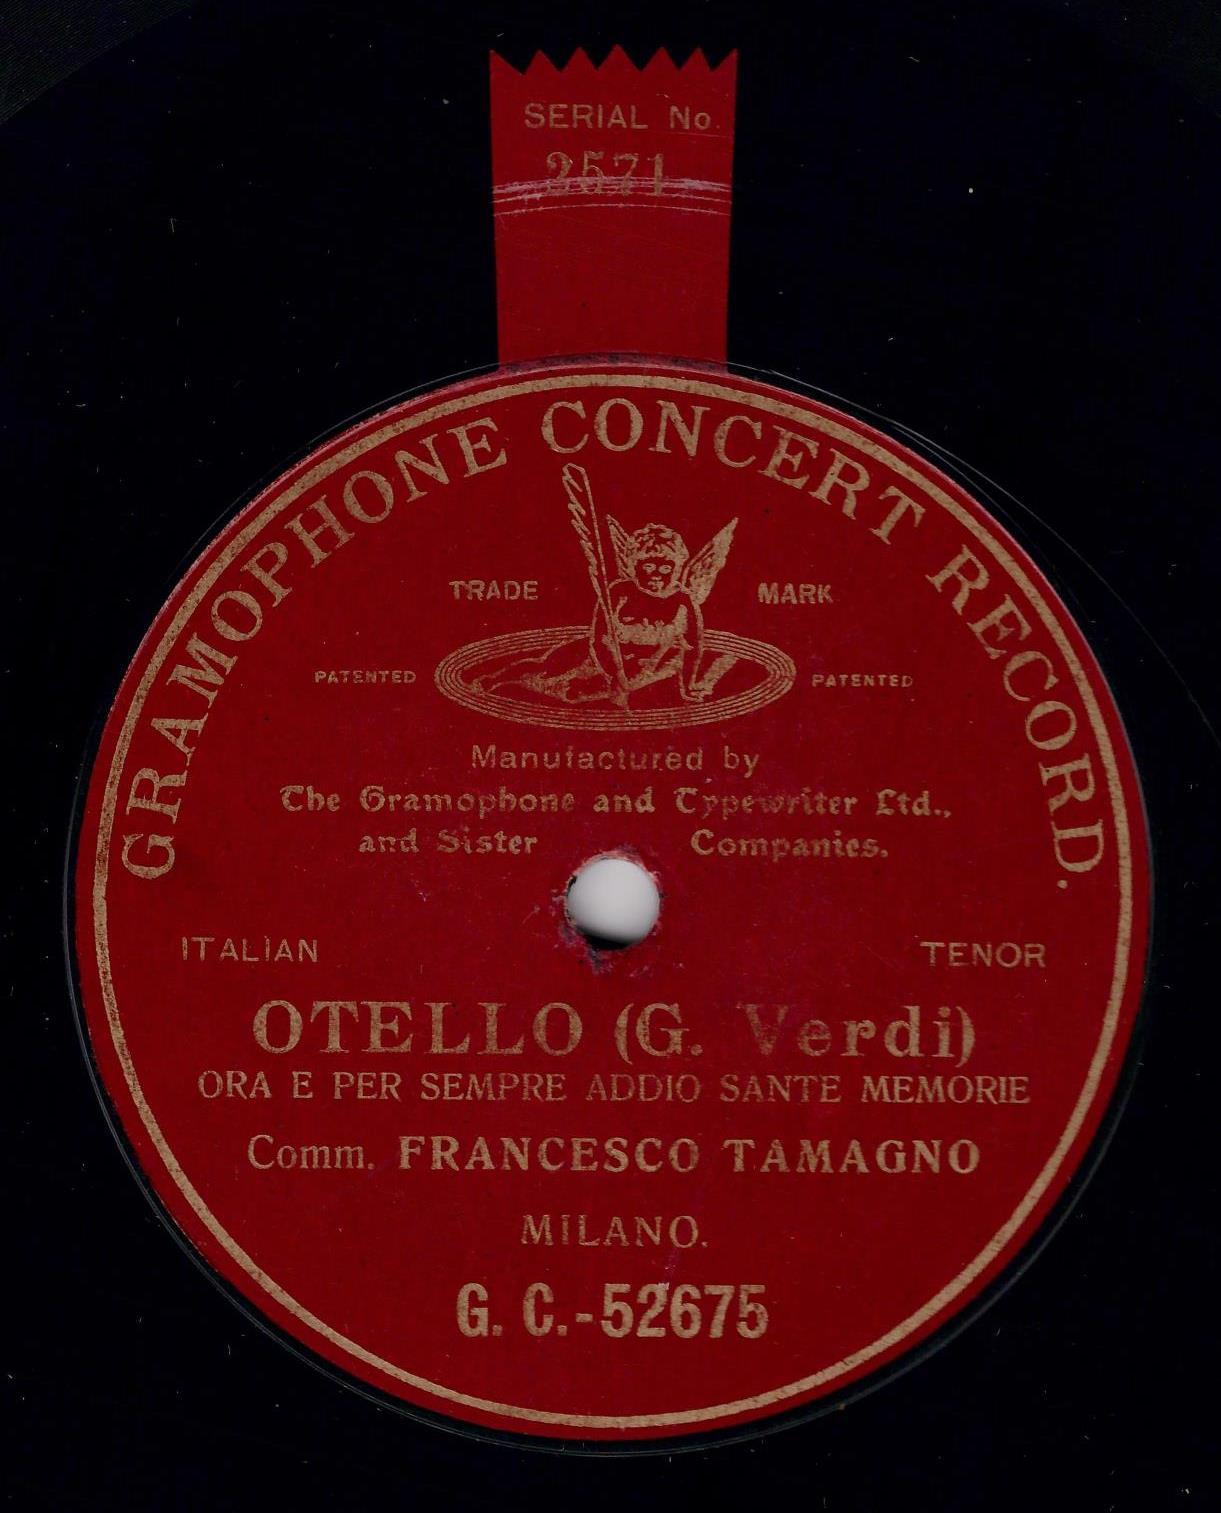 SERIAL No.
2571
GRAMOPHONE CONCERT RECORD.
TRADE MARK
PATENTED PATENTED
Manufactured by
The Gramophone and Typewriter Ltd.,
and Sister Companies.
ITALIAN TENOR
OTELLO (G. Verdi)
ORA E PER SEMPRE ADDIO SANTE MEMORIE
Comm. FRANCESCO TAMAGNO
MILANO.
G. C.-52675